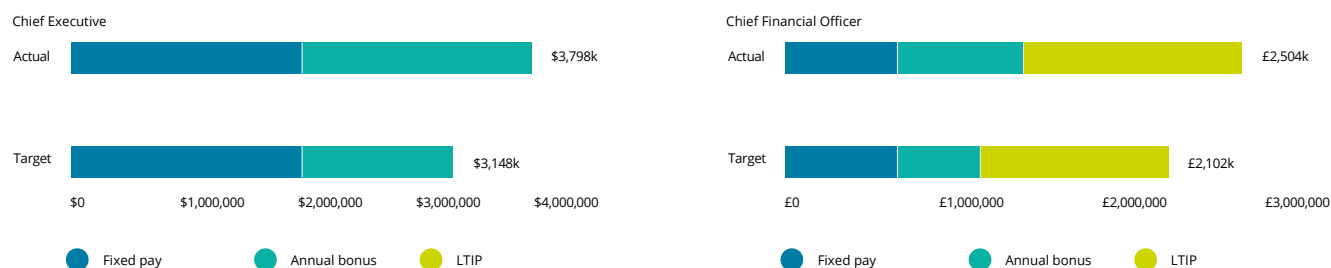 Chief Executive
Actual
$3,798k
Target
$3,148k
$0 $1,000,000 $2,000,000 $3,000,000 $4,000,000
Fixed pay Annual bonus LTIP
Chief Financial Officer
Actual
£2,504k
Target
£2,102k
£0 £1,000,000 £2,000,000 £3,000,000
Fixed pay Annual bonus LTIP